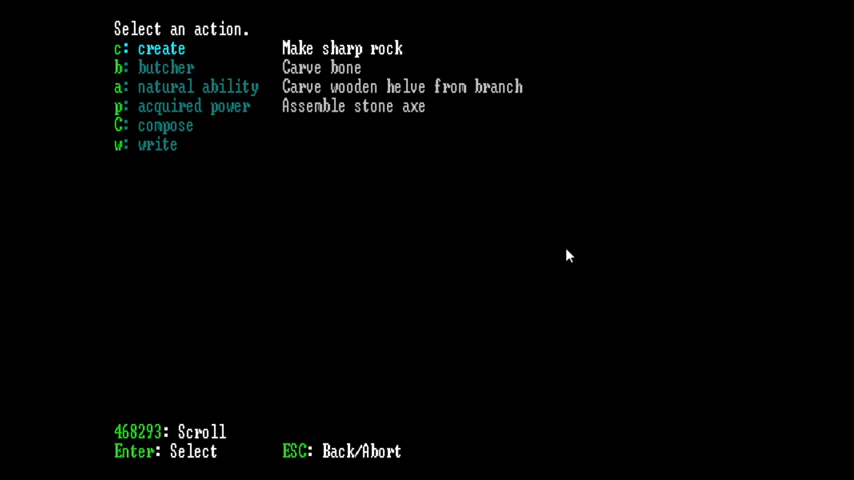 Select an action.
c: create Make sharp rock
b: butcher Carve bone
a: natural ability Carve wooden helve from branch
p: acquired power Assemble stone axe
C: compose
w: write
468293: Scroll
Enter: Select ESC: Back/Abort